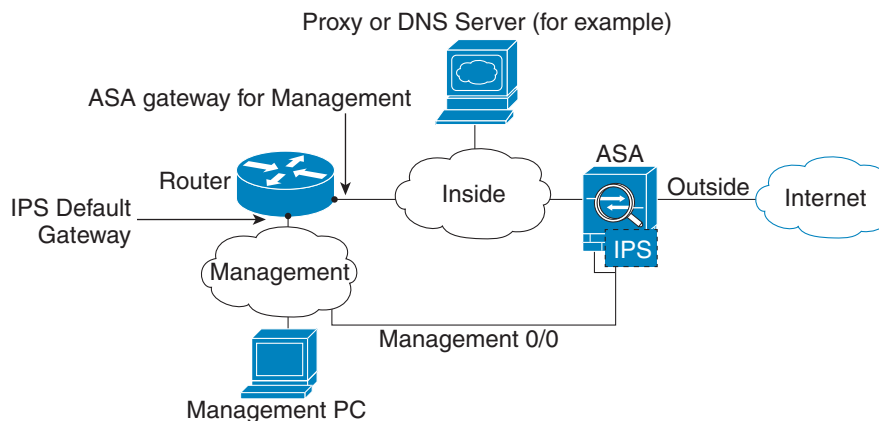 Proxy or DNS Server (for example)
ASA gateway for Management
ASA
Router
Inside
Outside
Internet
IPS Default
Gateway
IPS
Management
Management 0/0
Management PC